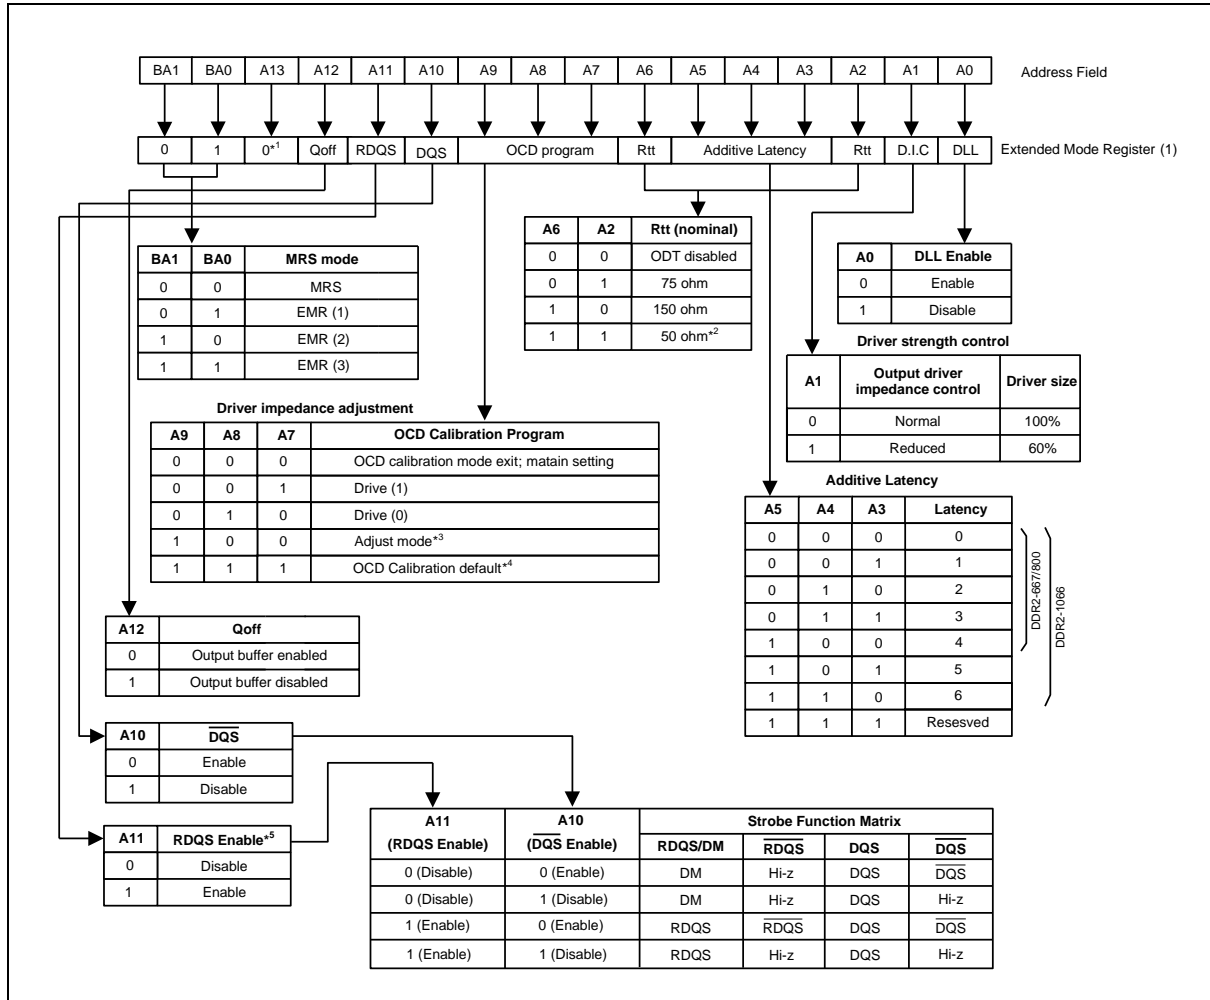 BA1 BA0 A13 A12 A11 A10 A9 A8 A7 A6 A5 A4 A3 A2 A1 A0 Address Field
0 1 0*1 Qoff RDQS DQS OCD program Rtt Additive Latency Rtt D.I.C DLL Extended Mode Register (1)
BA1 BA0 MRS mode
0 0 MRS
0 1 EMR (1)
1 0 EMR (2)
1 1 EMR (3)
A6 A2 Rtt (nominal)
0 0 ODT disabled
0 1 75 ohm
1 0 150 ohm
1 1 50 ohm*2
A0 DLL Enable
0 Enable
1 Disable
Driver strength control
A1 Output driver impedance control Driver size
0 Normal 100%
1 Reduced 60%
Driver impedance adjustment
A9 A8 A7 OCD Calibration Program
0 0 0 OCD calibration mode exit; matain setting
0 0 1 Drive (1)
0 1 0 Drive (0)
1 0 0 Adjust mode*3
1 1 1 OCD Calibration default*4
Additive Latency
A5 A4 A3 Latency
0 0 0 0
0 0 1 1
0 1 0 2
0 1 1 3
1 0 0 4
1 0 1 5
1 1 0 6
1 1 1 Resesved
DDR2-667/800
DDR2-1066
A12 Qoff
0 Output buffer enabled
1 Output buffer disabled
A10 D̅Q̅S̅
0 Enable
1 Disable
A11 RDQS Enable*5
0 Disable
1 Enable
A11 (RDQS Enable) A10 (D̅Q̅S̅ Enable) Strobe Function Matrix
RDQS/DM R̅D̅Q̅S̅ DQS D̅Q̅S̅
0 (Disable) 0 (Enable) DM Hi-z DQS D̅Q̅S̅
0 (Disable) 1 (Disable) DM Hi-z DQS Hi-z
1 (Enable) 0 (Enable) RDQS R̅D̅Q̅S̅ DQS D̅Q̅S̅
1 (Enable) 1 (Disable) RDQS Hi-z DQS Hi-z